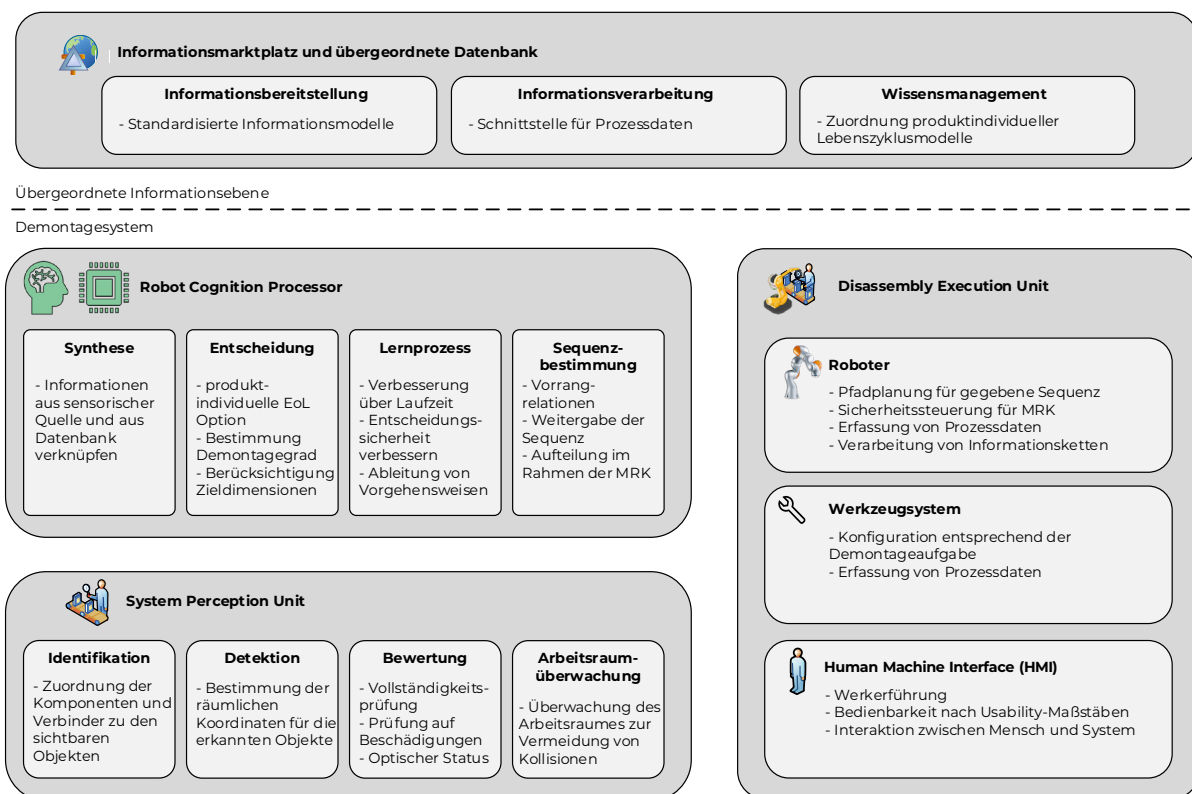 Informationsmarktplatz und übergeordnete Datenbank
Informationsbereitstellung
- Standardisierte Informationsmodelle
Informationsverarbeitung
- Schnittstelle für Prozessdaten
Wissensmanagement
- Zuordnung produktindividueller
Lebenszyklusmodelle
Übergeordnete Informationsebene
Demontagesystem
Robot Cognition Processor
Synthese
- Informationen
aus sensorischer
Quelle und aus
Datenbank
verknüpfen
Entscheidung
- produkt-
individuelle EoL
Option
- Bestimmung
Demontagegrad
- Berücksichtigung
Zieldimensionen
Lernprozess
- Verbesserung
über Laufzeit
- Entscheidungs-
sicherheit
verbessern
- Ableitung von
Vorgehensweisen
Sequenz-
bestimmung
- Vorrang-
relationen
- Weitergabe der
Sequenz
- Aufteilung im
Rahmen der MRK
System Perception Unit
Identifikation
- Zuordnung der
Komponenten und
Verbinder zu den
sichtbaren
Objekten
Detektion
- Bestimmung der
räumlichen
Koordinaten für die
erkannten Objekte
Bewertung
- Vollständigkeits-
prüfung
- Prüfung auf
Beschädigungen
- Optischer Status
Arbeitsraum-
überwachung
- Überwachung des
Arbeitsraumes zur
Vermeidung von
Kollisionen
Disassembly Execution Unit
Roboter
- Pfadplanung für gegebene Sequenz
- Sicherheitssteuerung für MRK
- Erfassung von Prozessdaten
- Verarbeitung von Informationsketten
Werkzeugsystem
- Konfiguration entsprechend der
Demontageaufgabe
- Erfassung von Prozessdaten
Human Machine Interface (HMI)
- Werkerführung
- Bedienbarkeit nach Usability-Maßstäben
- Interaktion zwischen Mensch und System